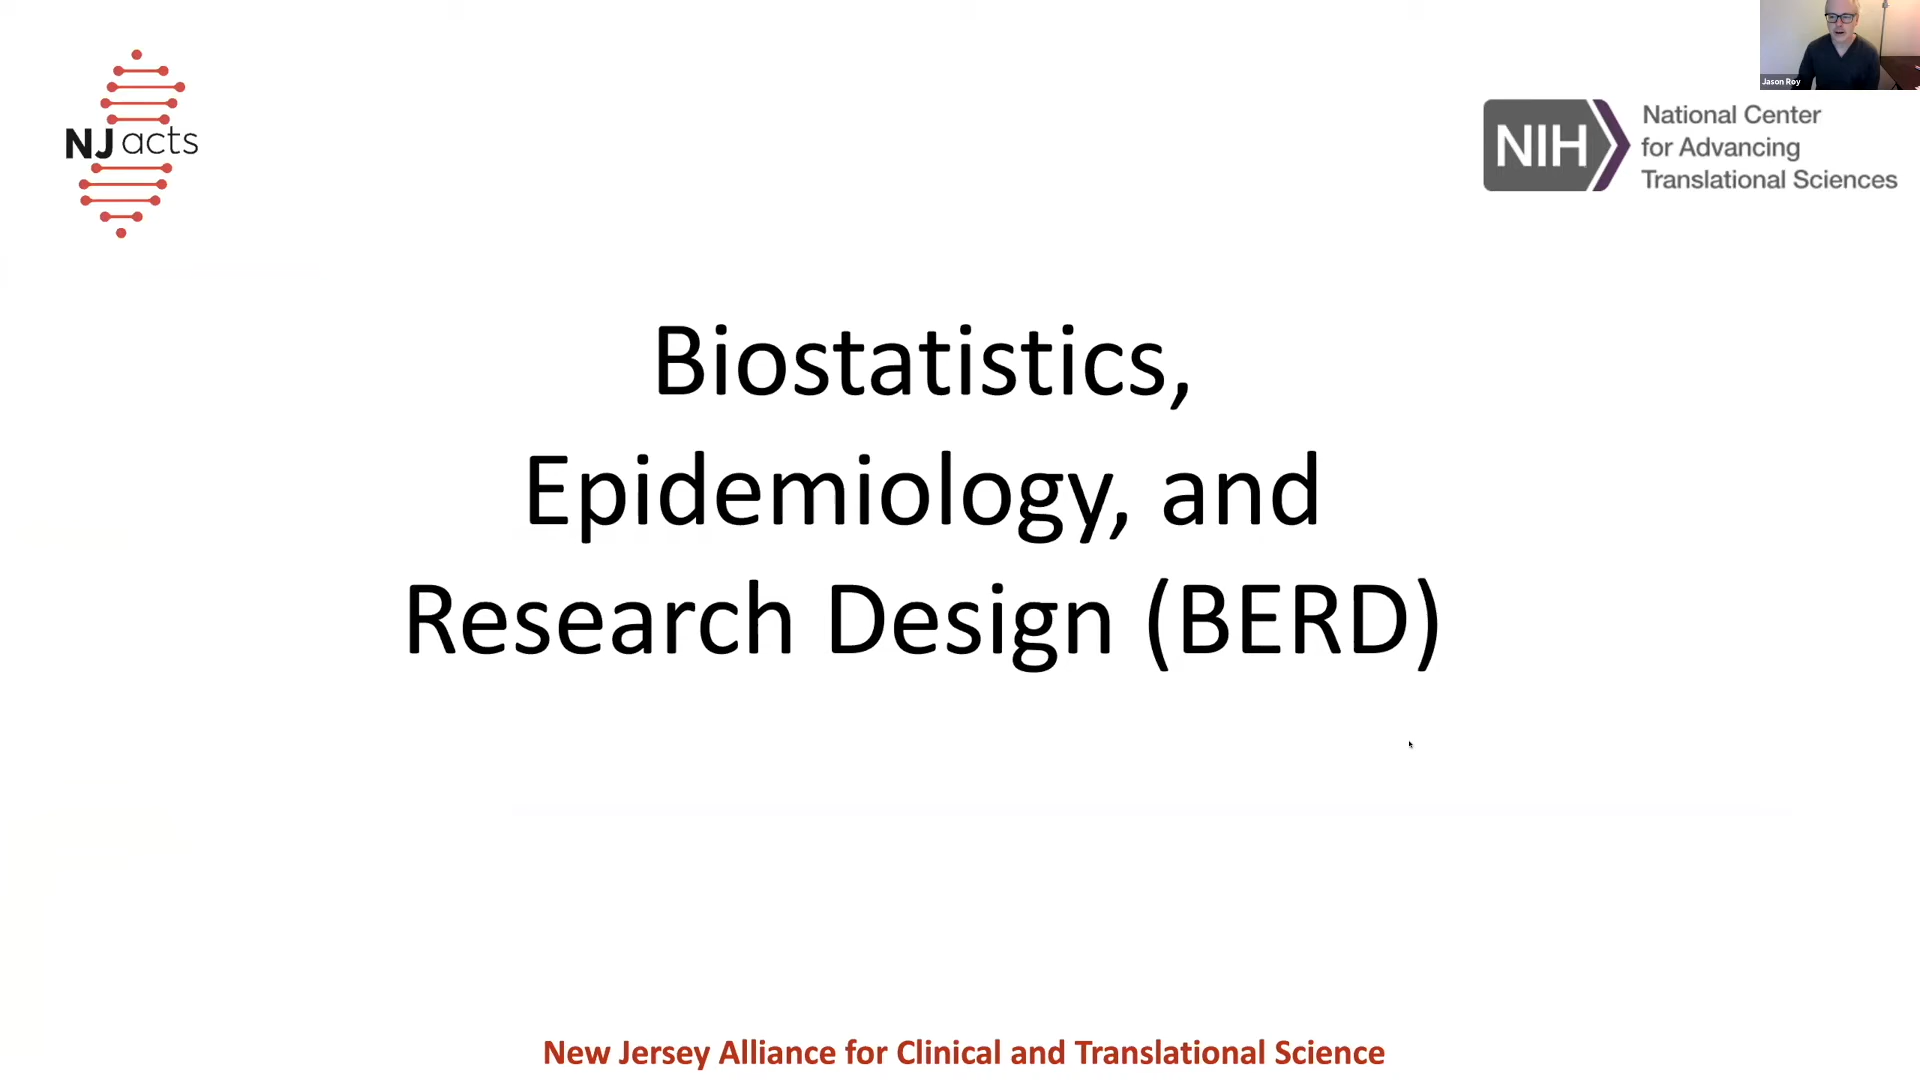 Jason Roy
NJ acts
NIH
National Center
for Advancing
Translational Sciences
Biostatistics,
Epidemiology, and
Research Design (BERD)
New Jersey Alliance for Clinical and Translational Science